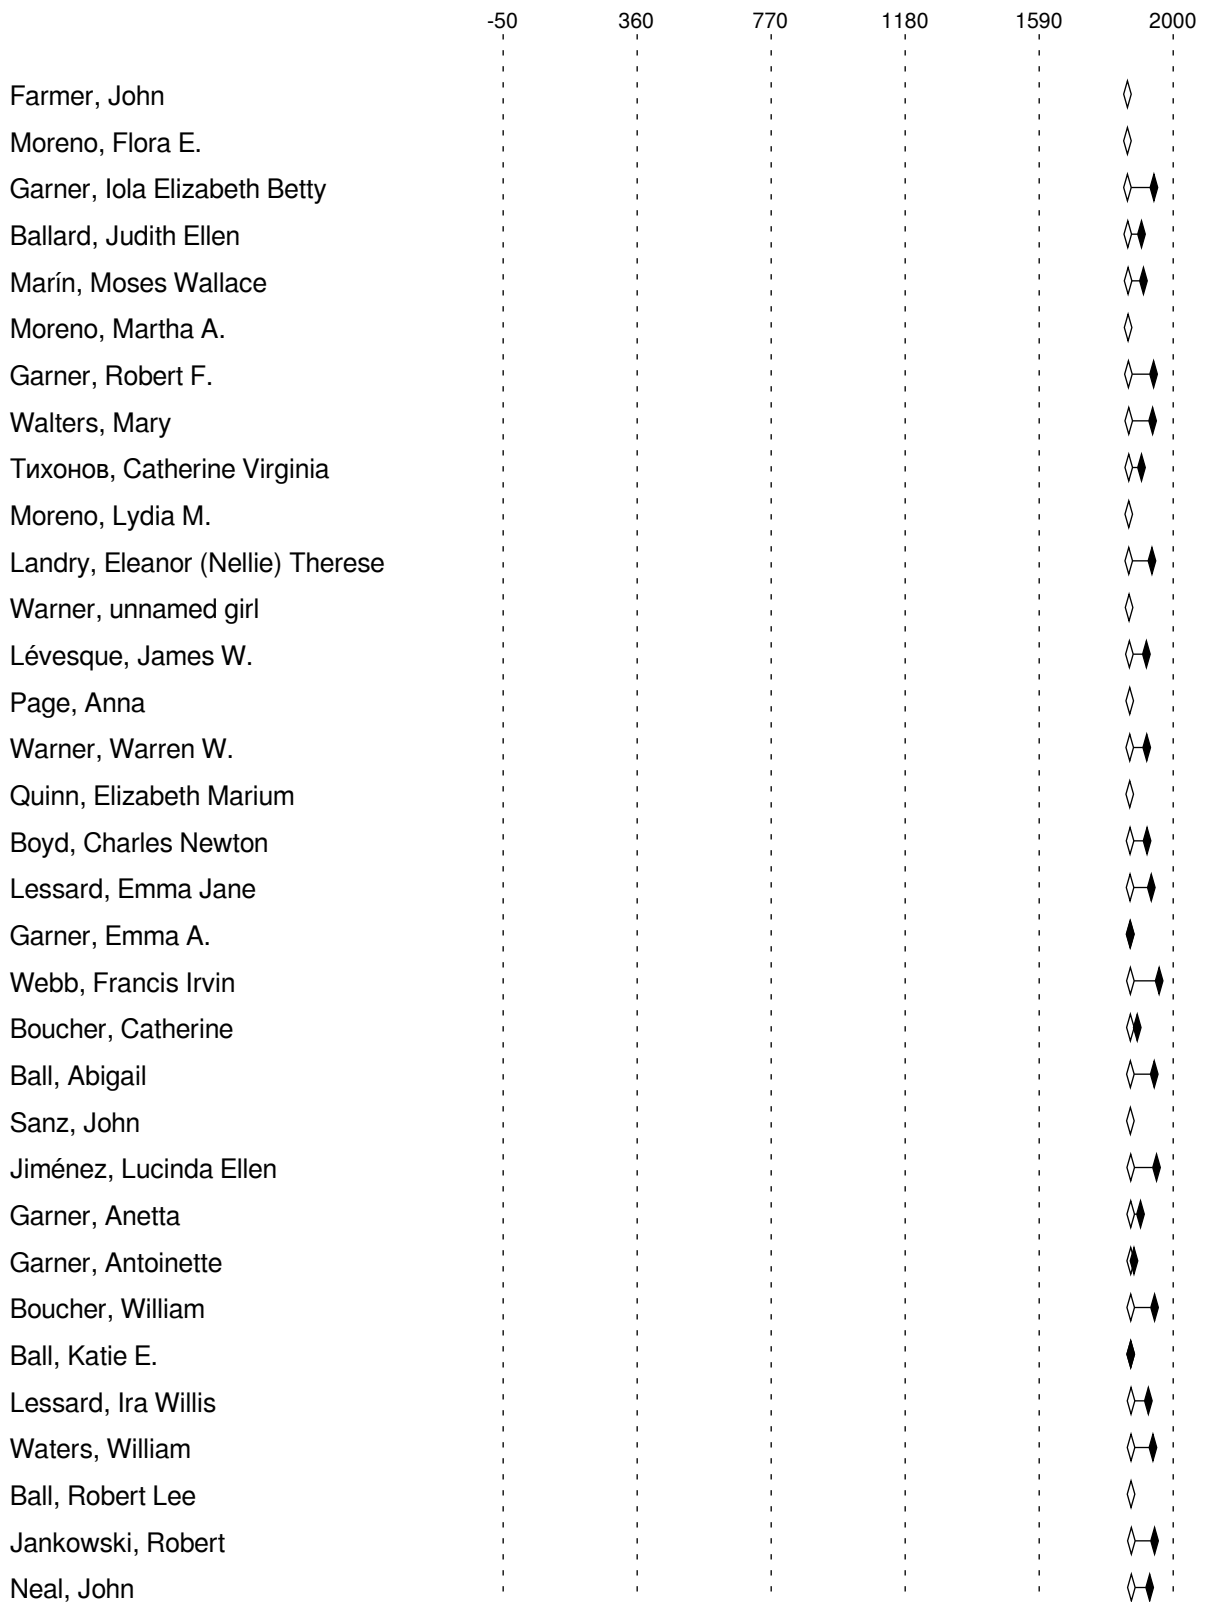 -50 360 770 1180 1590 2000
Farmer, John
Moreno, Flora E.
Garner, Iola Elizabeth Betty
Ballard, Judith Ellen
Marín, Moses Wallace
Moreno, Martha A.
Garner, Robert F.
Walters, Mary
Тихонов, Catherine Virginia
Moreno, Lydia M.
Landry, Eleanor (Nellie) Therese
Warner, unnamed girl
Lévesque, James W.
Page, Anna
Warner, Warren W.
Quinn, Elizabeth Marium
Boyd, Charles Newton
Lessard, Emma Jane
Garner, Emma A.
Webb, Francis Irvin
Boucher, Catherine
Ball, Abigail
Sanz, John
Jiménez, Lucinda Ellen
Garner, Anetta
Garner, Antoinette
Boucher, William
Ball, Katie E.
Lessard, Ira Willis
Waters, William
Ball, Robert Lee
Jankowski, Robert
Neal, John